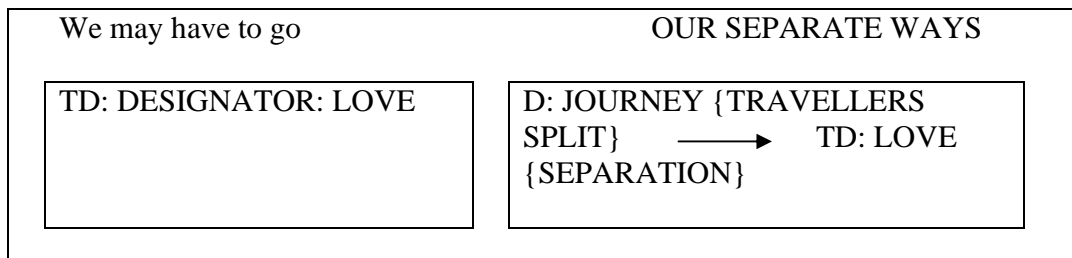 We may have to go OUR SEPARATE WAYS
TD: DESIGNATOR: LOVE
D: JOURNEY {TRAVELLERS
SPLIT} TD: LOVE
{SEPARATION}